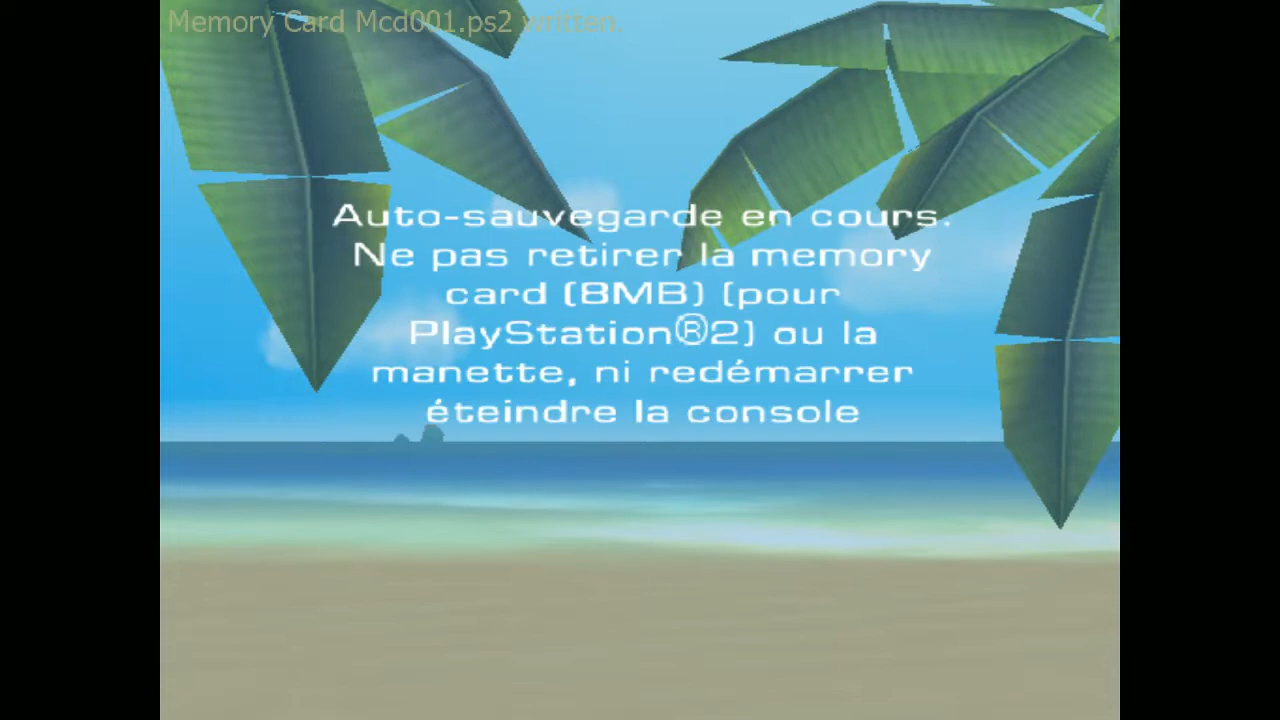 Memory Card Mcd001.ps2 written.
Auto-sauvegarde en cours.
Ne pas retirer la memory
card (8MB) (pour
PlayStation®2) ou la
manette, ni redémarrer
éteindre la console